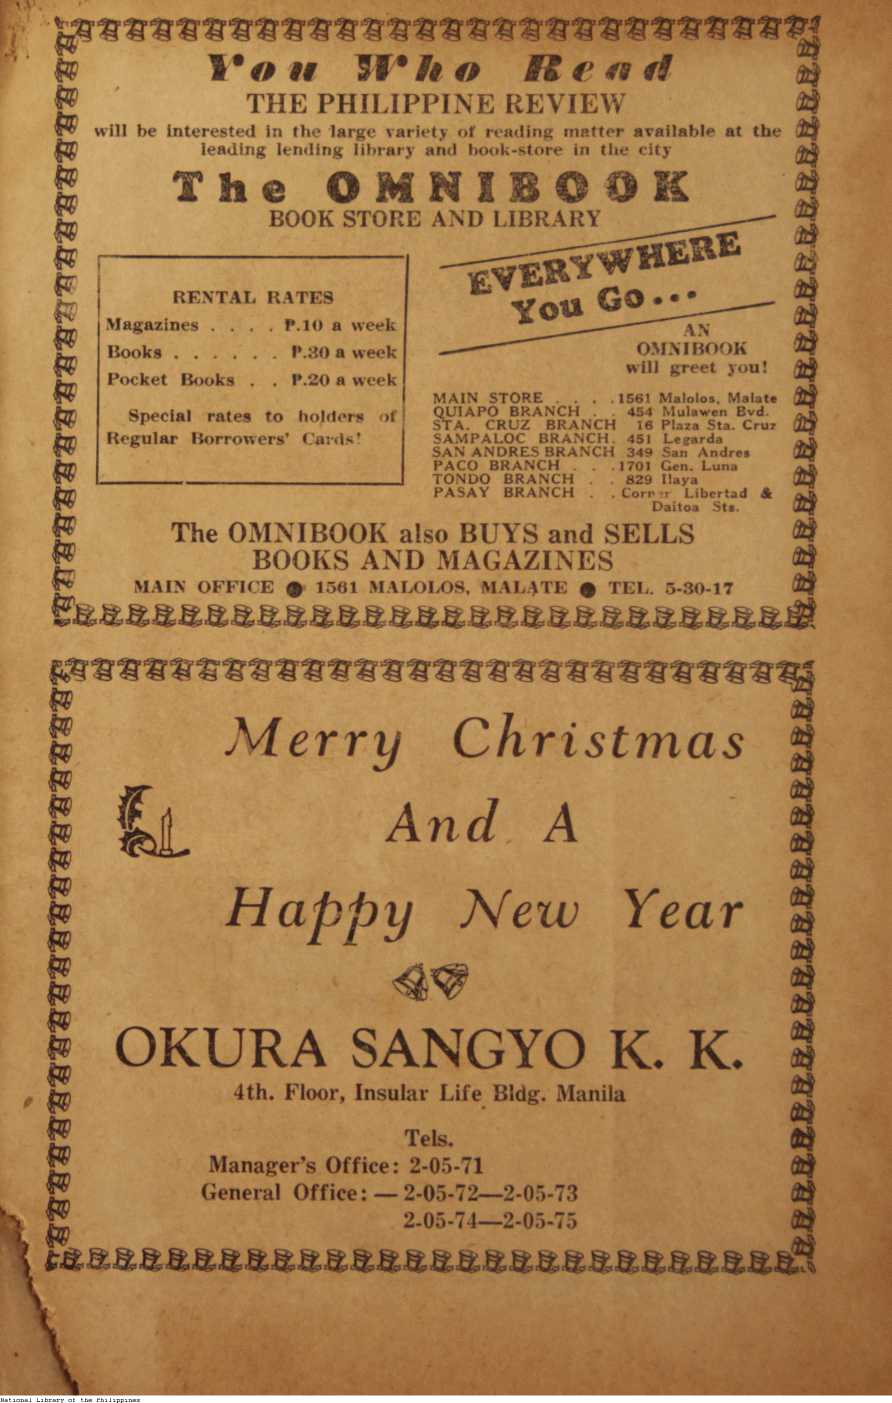 You Who Read
THE PHILIPPINE REVIEW
will be interested in the large variety of reading matter available at the
leading lending library and book-store in the city
The OMNIBOOK
BOOK STORE AND LIBRARY
RENTAL RATES
Magazines . . . . ₱.10 a week
Books . . . . . . ₱.30 a week
Pocket Books . . ₱.20 a week
Special rates to holders of
Regular Borrowers' Cards!
EVERYWHERE
You Go...
AN
OMNIBOOK
will greet you!
MAIN STORE . . . . 1561 Malolos, Malate
QUIAPO BRANCH . . 454 Mulawen Bvd.
STA. CRUZ BRANCH 16 Plaza Sta. Cruz
SAMPALOC BRANCH. 451 Legarda
SAN ANDRES BRANCH 349 San Andres
PACO BRANCH . . . 1701 Gen. Luna
TONDO BRANCH . . 829 Ilaya
PASAY BRANCH . . Corner Libertad &
Daitoa Sts.
The OMNIBOOK also BUYS and SELLS
BOOKS AND MAGAZINES
MAIN OFFICE ● 1561 MALOLOS, MALATE ● TEL. 5-30-17
Merry Christmas
And A
Happy New Year
OKURA SANGYO K. K.
4th. Floor, Insular Life Bldg. Manila
Tels.
Manager's Office: 2-05-71
General Office: — 2-05-72—2-05-73
2-05-74—2-05-75
National Library of the Philippines